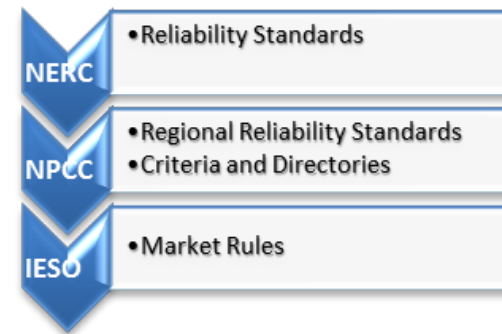 NERC
•Reliability Standards
NPCC
•Regional Reliability Standards
•Criteria and Directories
IESO
•Market Rules